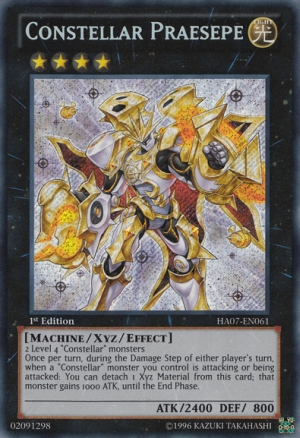 CONSTELLAR PRAESEPE
LIGHT
光
1st Edition
HA07-EN061
[MACHINE/XYZ/EFFECT]
2 Level 4 "Constellar" monsters
Once per turn, during the Damage Step of either player's turn,
when a "Constellar" monster you control is attacking or being
attacked: You can detach 1 Xyz Material from this card; that
monster gains 1000 ATK, until the End Phase.
ATK/2400 DEF/ 800
02091298
©1996 KAZUKI TAKAHASHI